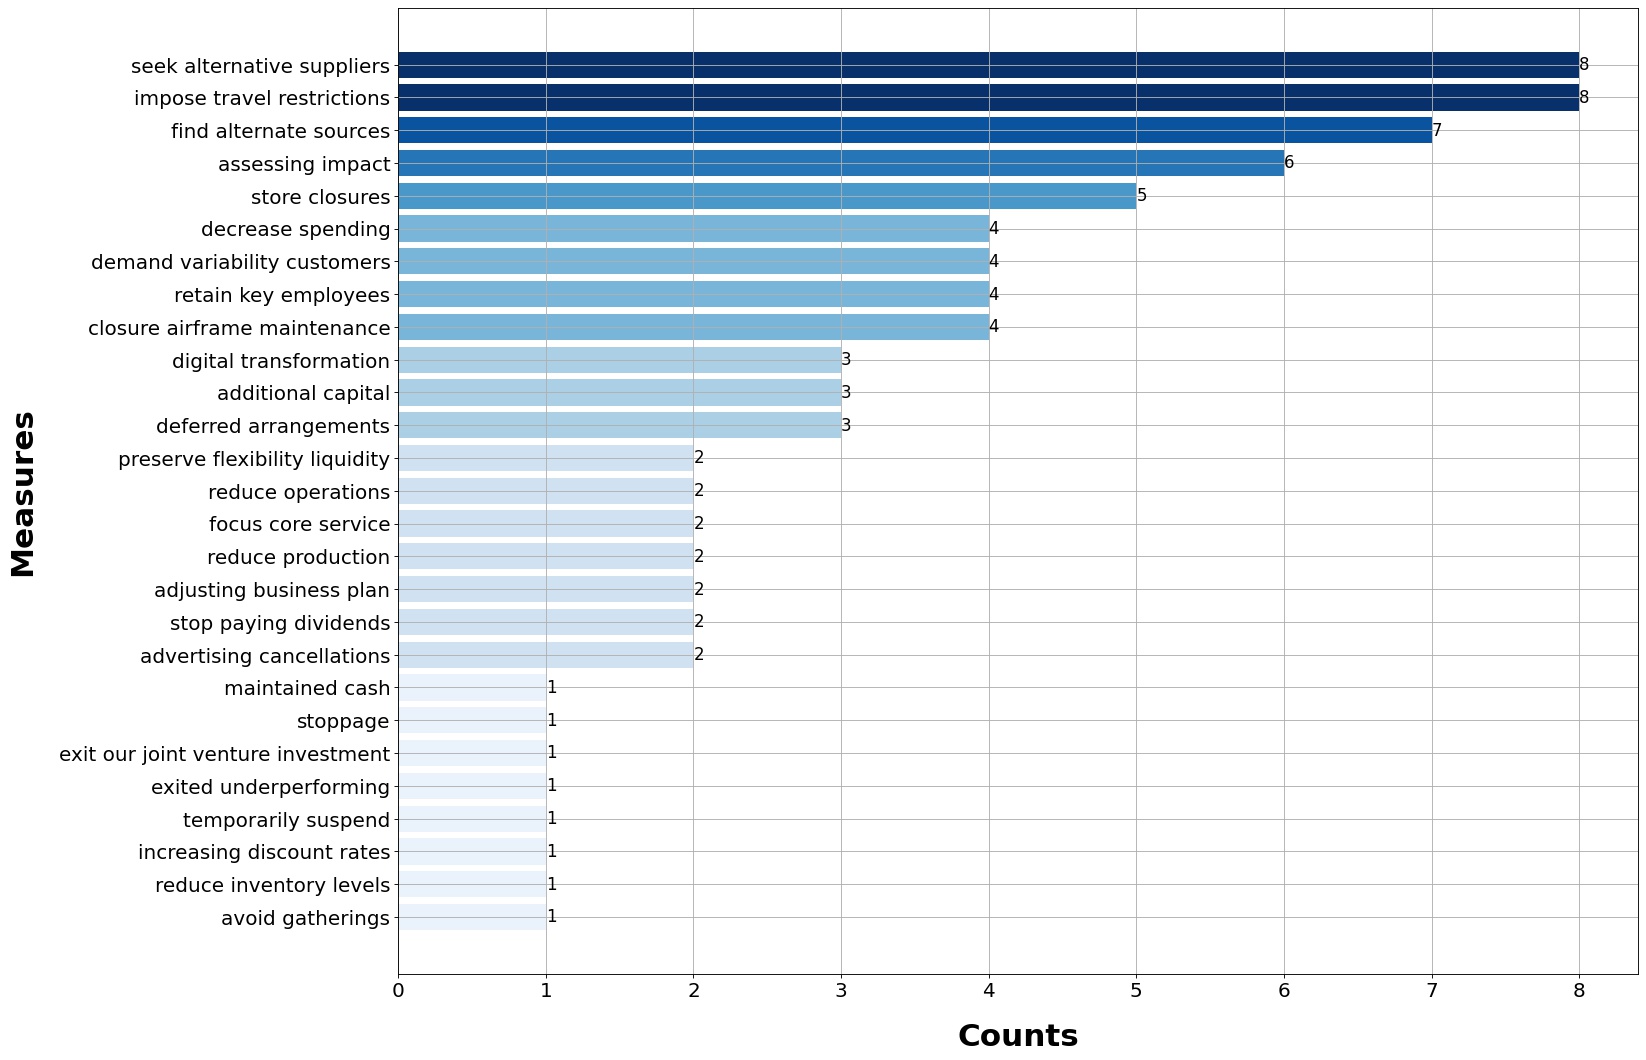 Measures
seek alternative suppliers 8
impose travel restrictions 8
find alternate sources 7
assessing impact 6
store closures 5
decrease spending 4
demand variability customers 4
retain key employees 4
closure airframe maintenance 4
digital transformation 3
additional capital 3
deferred arrangements 3
preserve flexibility liquidity 2
reduce operations 2
focus core service 2
reduce production 2
adjusting business plan 2
stop paying dividends 2
advertising cancellations 2
maintained cash 1
stoppage 1
exit our joint venture investment 1
exited underperforming 1
temporarily suspend 1
increasing discount rates 1
reduce inventory levels 1
avoid gatherings 1
0 1 2 3 4 5 6 7 8
Counts